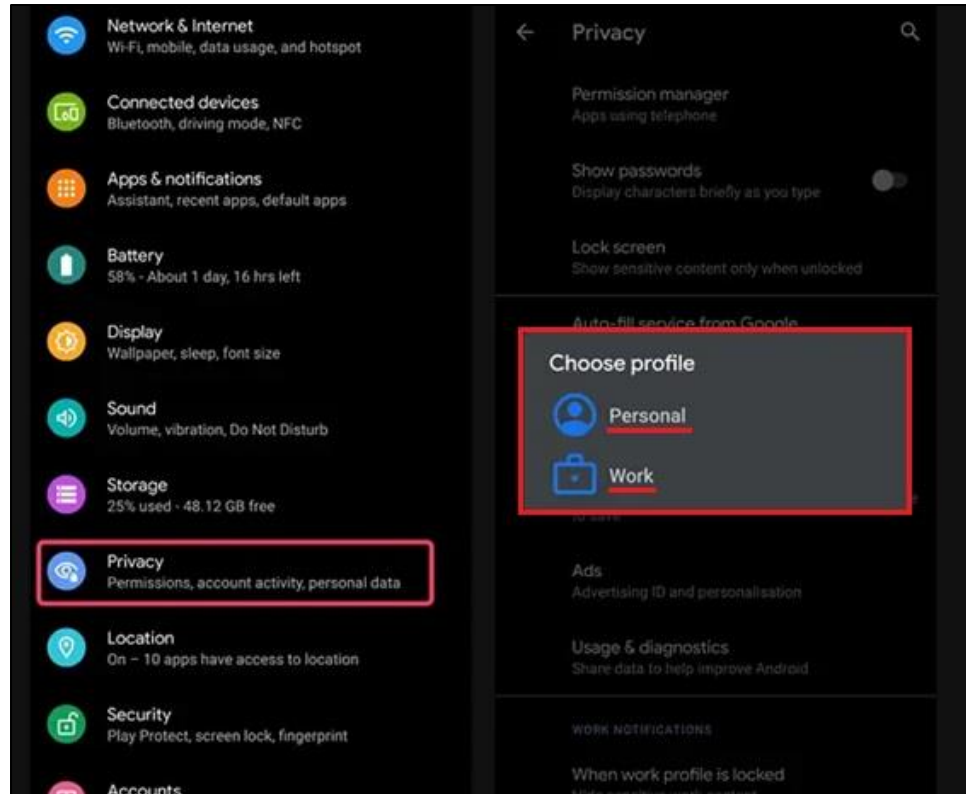 Network & Internet
Wi-Fi, mobile, data usage, and hotspot
Connected devices
Bluetooth, driving mode, NFC
Apps & notifications
Assistant, recent apps, default apps
Battery
58% - About 1 day, 16 hrs left
Display
Wallpaper, sleep, font size
Sound
Volume, vibration, Do Not Disturb
Storage
25% used - 48.12 GB free
Privacy
Permissions, account activity, personal data
Location
On – 10 apps have access to location
Security
Play Protect, screen lock, fingerprint
Accounts
Privacy
Permission manager
Apps using telephone
Show passwords
Display characters briefly as you type
Lock screen
Show sensitive content only when unlocked
Auto-fill service from Google
Choose profile
Personal
Work
to save
Ads
Advertising ID and personalisation
Usage & diagnostics
Share data to help improve Android
WORK NOTIFICATIONS
When work profile is locked
Hide sensitive work content